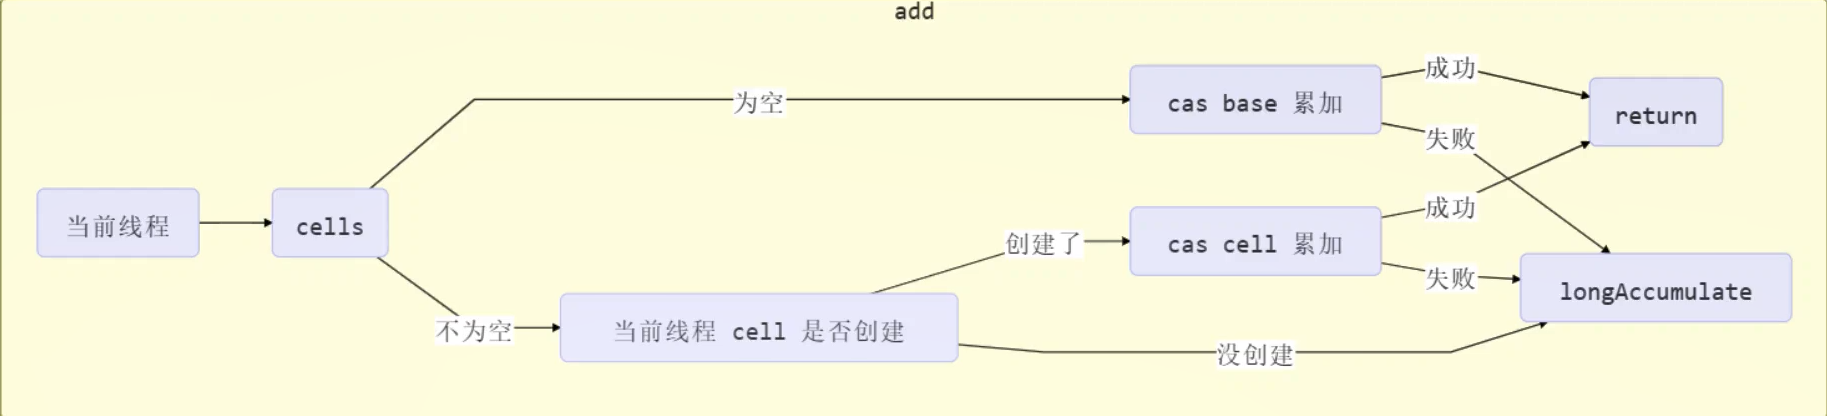 add
当前线程
cells
为空
不为空
当前线程 cell 是否创建
创建了
没创建
cas base 累加
成功
失败
cas cell 累加
成功
失败
return
longAccumulate